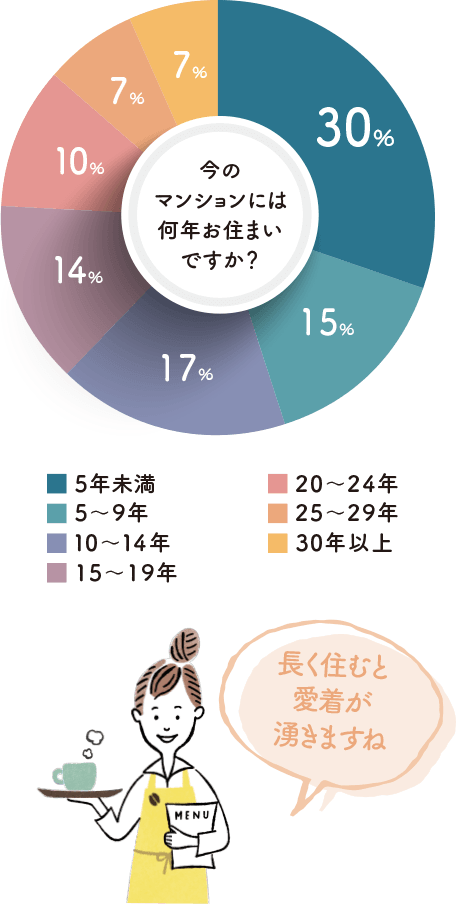 今の
マンションには
何年お住まい
ですか？
30%
15%
17%
14%
10%
7%
7%
5年未満
5〜9年
10〜14年
15〜19年
20〜24年
25〜29年
30年以上
長く住むと
愛着が
湧きますね
MENU